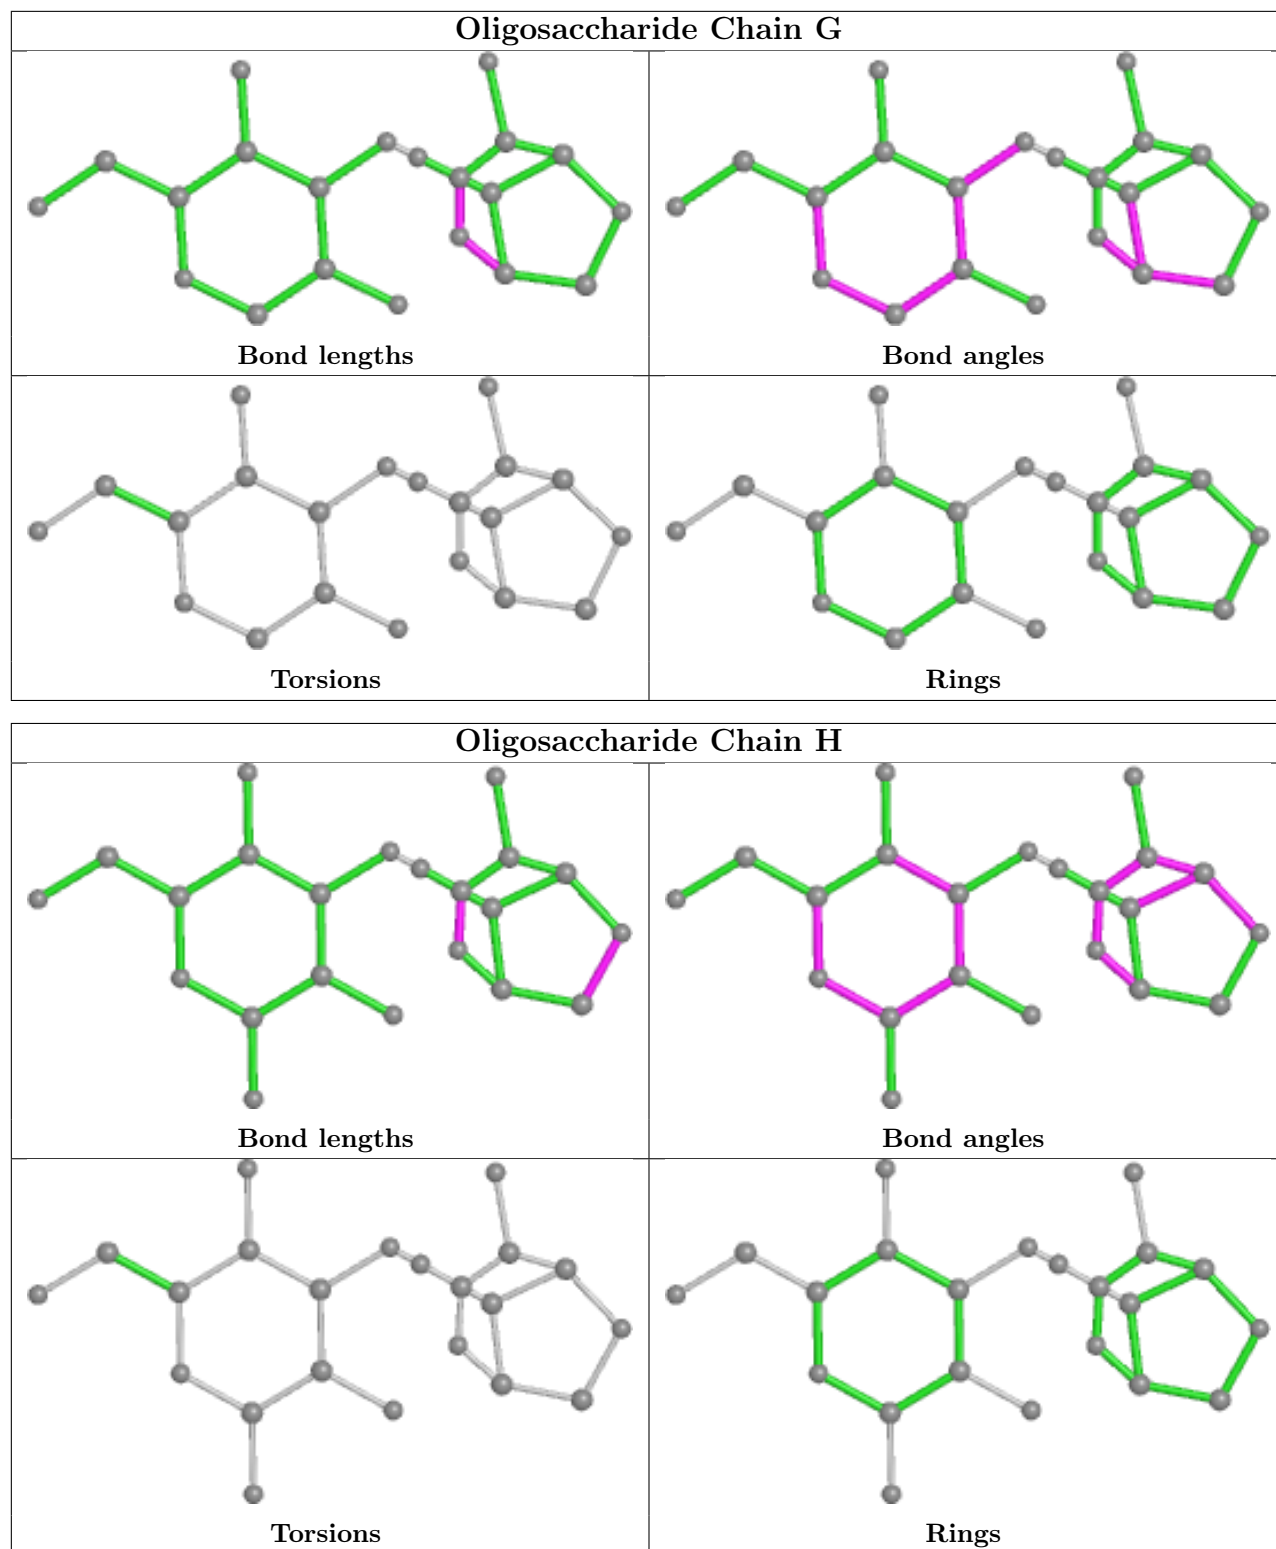 Oligosaccharide Chain G
Bond lengths
Bond angles
Torsions
Rings
Oligosaccharide Chain H
Bond lengths
Bond angles
Torsions
Rings